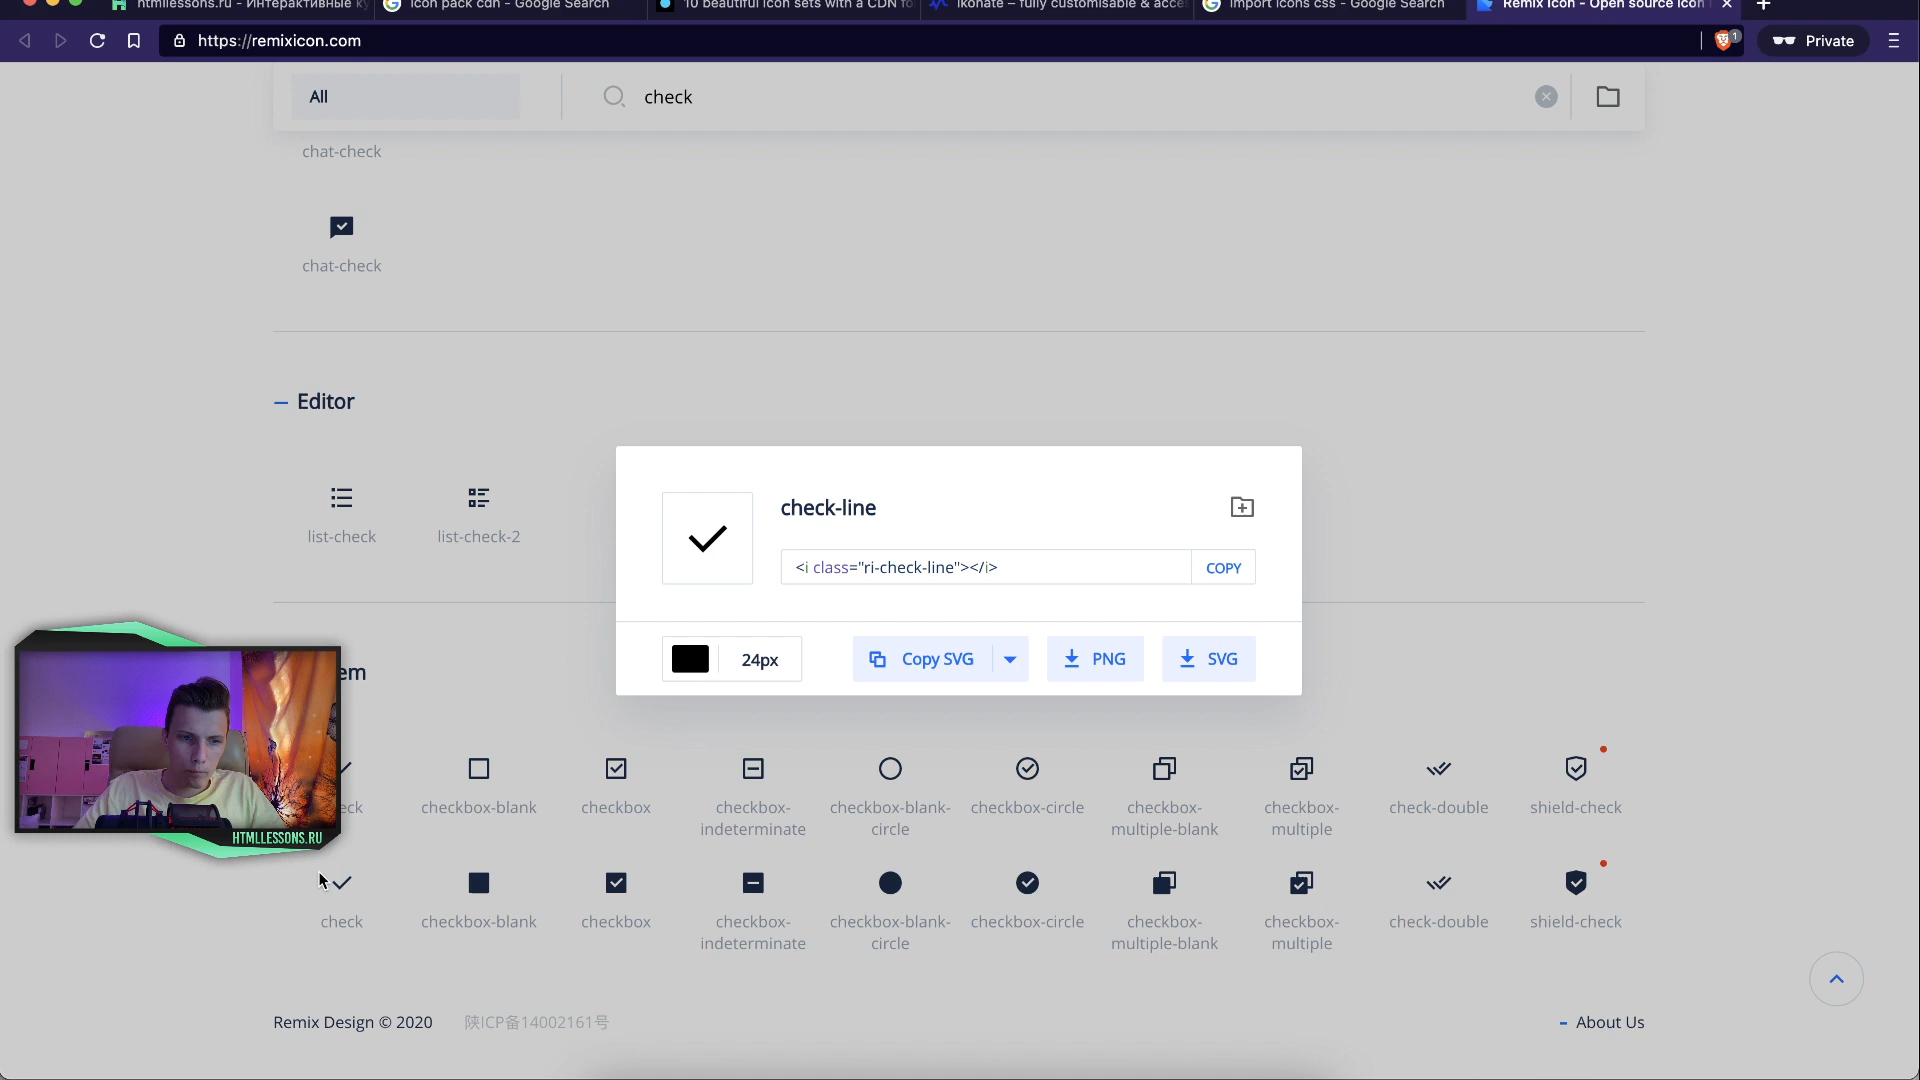 htmllessons.ru - Интерактивные
icon pack cdn - Google Search
10 beautiful icon sets with a CDN
ikonate – fully customisable & acce
import icons css - Google Search
Remix Icon - Open source icon
https://remixicon.com
1
Private
All
check
chat-check
chat-check
Editor
list-check
list-check-2
check-line
<i class="ri-check-line"></i>
COPY
24px
Copy SVG
PNG
SVG
em
eck
checkbox-blank
checkbox
checkbox-
indeterminate
checkbox-blank-
circle
checkbox-circle
checkbox-
multiple-blank
checkbox-
multiple
check-double
shield-check
HTMLLESSONS.RU
check
checkbox-blank
checkbox
checkbox-
indeterminate
checkbox-blank-
circle
checkbox-circle
checkbox-
multiple-blank
checkbox-
multiple
check-double
shield-check
Remix Design © 2020
陕ICP备14002161号
About Us